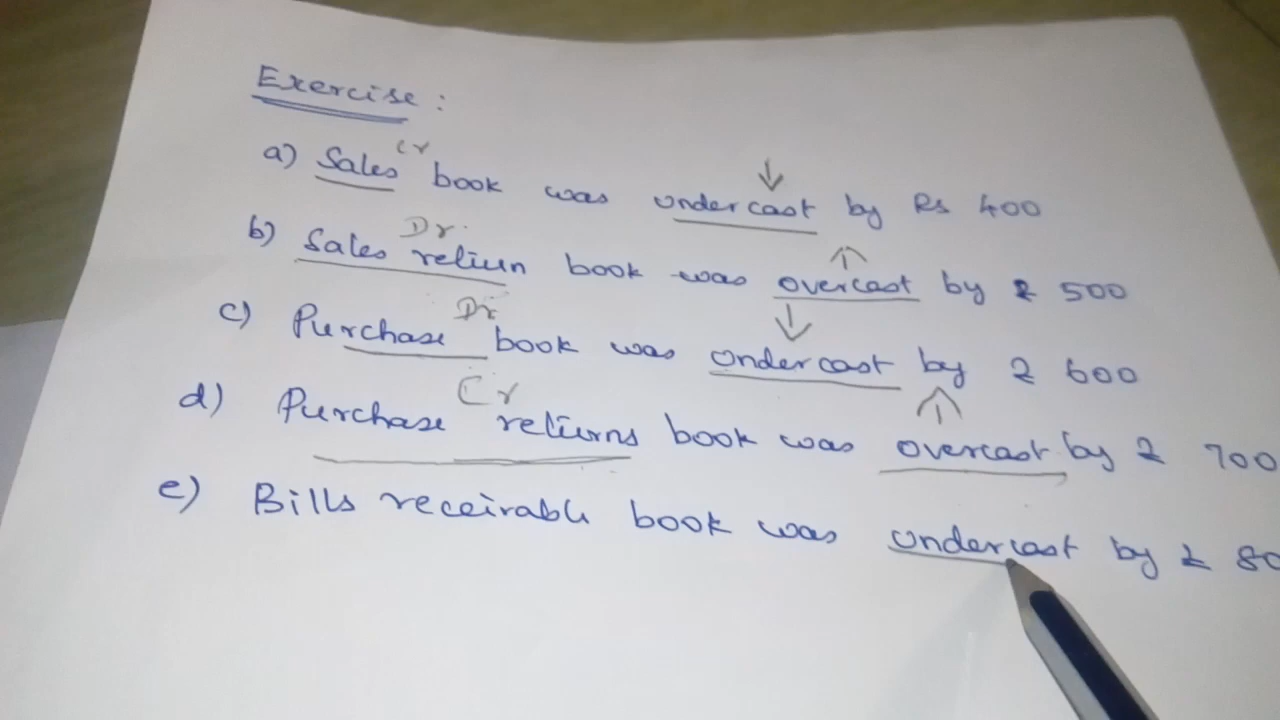 Exercise :
Cr
a) Sales book was undercast by Rs 400
Dr.
b) Sales return book was overcast by ₹ 500
Dr
c) Purchase book was undercast by ₹ 600
Cr
d) Purchase returns book was overcast by ₹ 700
e) Bills receivable book was undercast by ₹